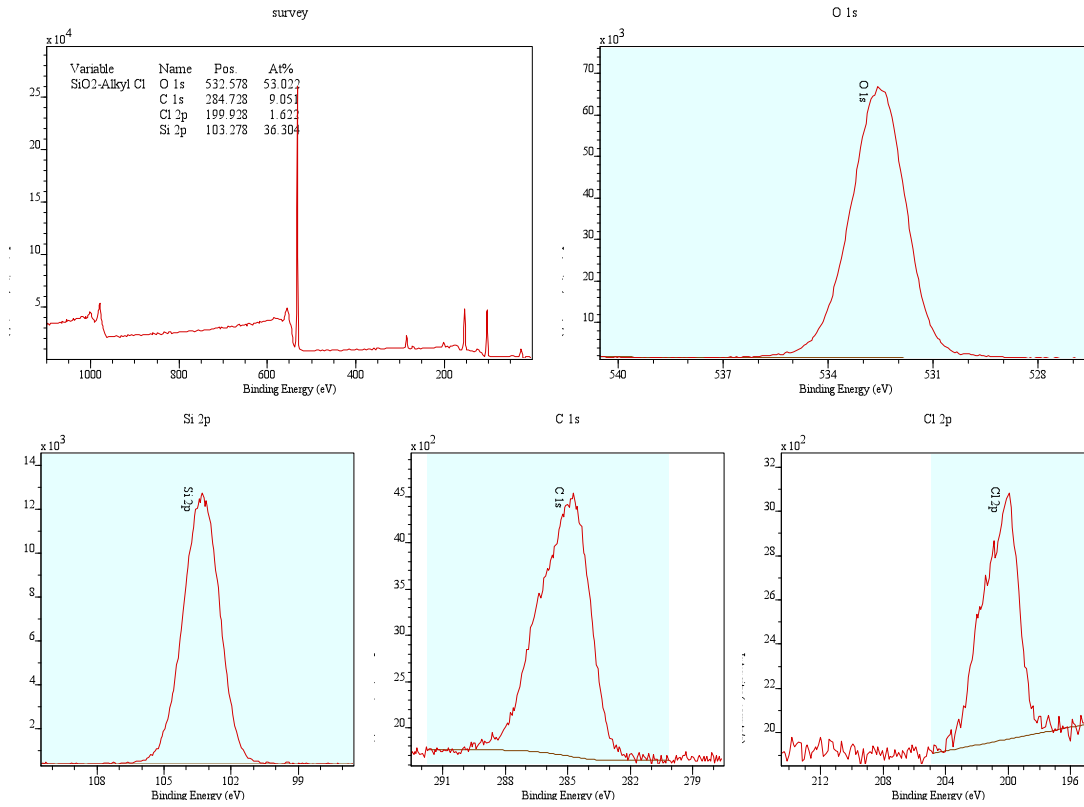 survey
x 10^4
Variable Name Pos. At%
SiO2-Alkyl Cl O 1s 532.578 53.022
C 1s 284.728 9.051
Cl 2p 199.928 1.622
Si 2p 103.278 36.304
25
20
15
10
5
1000 800 600 400 200
Binding Energy (eV)
O 1s
x 10^3
O 1s
70
60
50
40
30
20
10
540 537 534 531 528
Binding Energy (eV)
Si 2p
x 10^3
Si 2p
14
12
10
8
6
4
2
108 105 102 99
Binding Energy (eV)
C 1s
x 10^2
C 1s
45
40
35
30
25
20
291 288 285 282 279
Binding Energy (eV)
Cl 2p
x 10^2
Cl 2p
32
30
28
26
24
22
20
212 208 204 200 196
Binding Energy (eV)